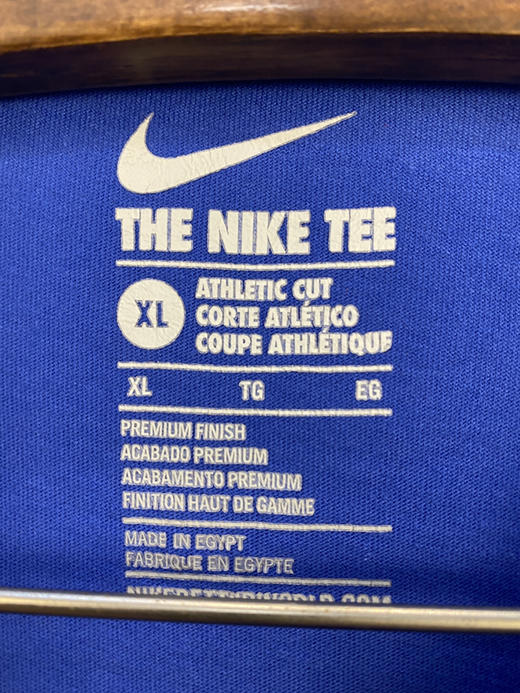 THE NIKE TEE
XL
ATHLETIC CUT
CORTE ATLÉTICO
COUPE ATHLÉTIQUE
XL TG EG
PREMIUM FINISH
ACABADO PREMIUM
ACABAMENTO PREMIUM
FINITION HAUT DE GAMME
MADE IN EGYPT
FABRIQUE EN EGYPTE